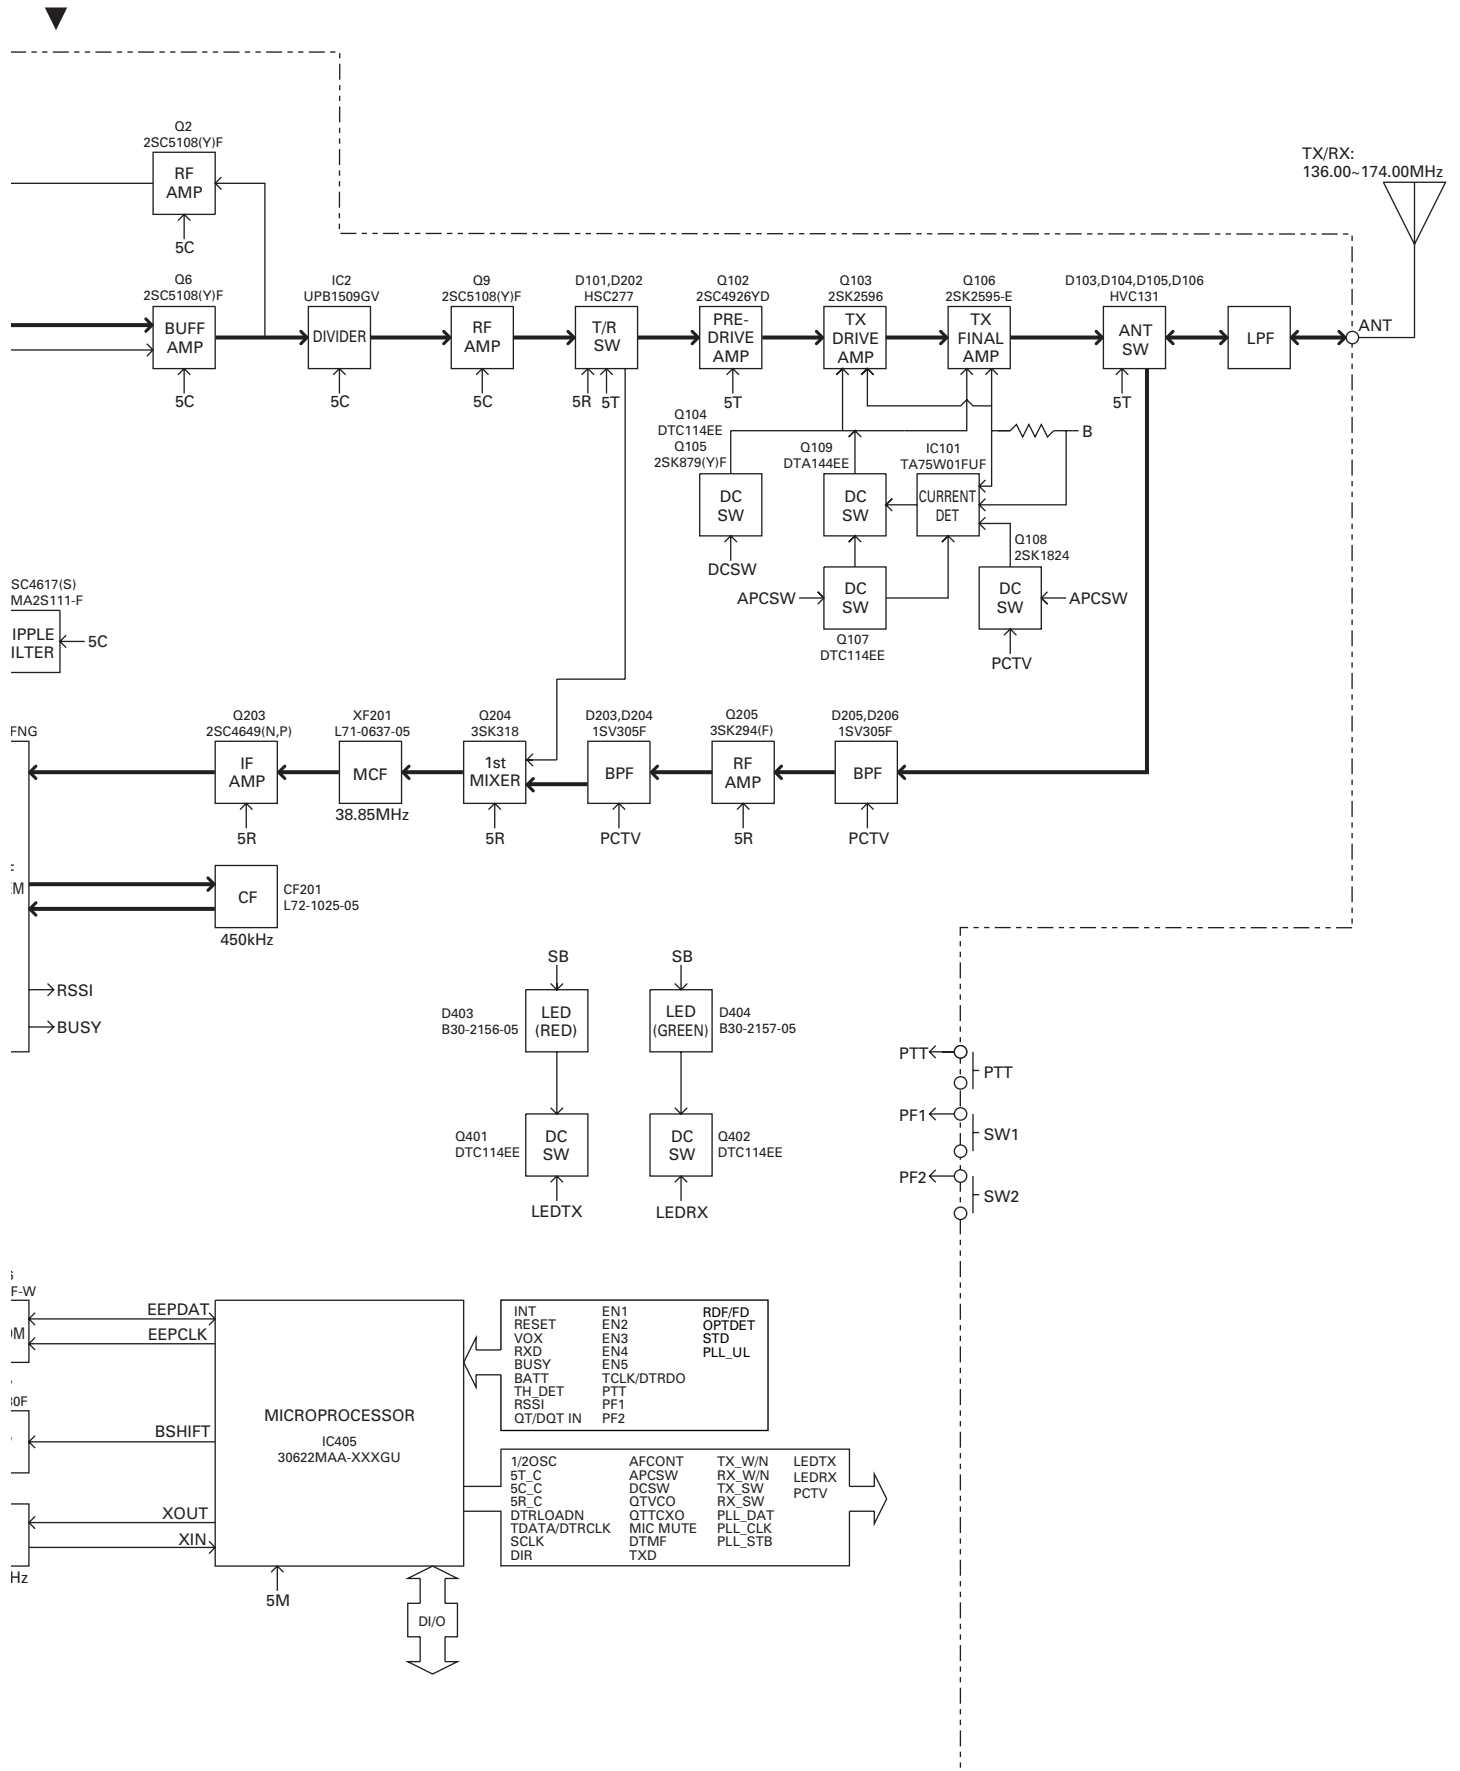 TX/RX:
136.00~174.00MHz
ANT
Q2
2SC5108(Y)F
RF
AMP
5C
Q6
2SC5108(Y)F
BUFF
AMP
5C
IC2
UPB1509GV
DIVIDER
5C
Q9
2SC5108(Y)F
RF
AMP
5C
D101,D202
HSC277
T/R
SW
5R 5T
Q102
2SC4926YD
PRE-
DRIVE
AMP
5T
Q103
2SK2596
TX
DRIVE
AMP
Q106
2SK2595-E
TX
FINAL
AMP
D103,D104,D105,D106
HVC131
ANT
SW
5T
LPF
B
Q104
DTC114EE
Q105
2SK879(Y)F
DC
SW
DCSW
Q109
DTA144EE
DC
SW
IC101
TA75W01FUF
CURRENT
DET
APCSW
DC
SW
Q107
DTC114EE
Q108
2SK1824
DC
SW
APCSW
PCTV
SC4617(S)
MA2S111-F
IPPLE
ILTER
5C
FNG
Q203
2SC4649(N,P)
IF
AMP
5R
XF201
L71-0637-05
MCF
38.85MHz
Q204
3SK318
1st
MIXER
5R
D203,D204
1SV305F
BPF
PCTV
Q205
3SK294(F)
RF
AMP
5R
D205,D206
1SV305F
BPF
PCTV
CF
CF201
L72-1025-05
450kHz
RSSI
BUSY
SB
D403
B30-2156-05
LED
(RED)
Q401
DTC114EE
DC
SW
LEDTX
SB
LED
(GREEN)
D404
B30-2157-05
DC
SW
Q402
DTC114EE
LEDRX
PTT
PTT
PF1
SW1
PF2
SW2
F-W
EEPDAT
EEPCLK
BSHIFT
XOUT
XIN
Hz
MICROPROCESSOR
IC405
30622MAA-XXXGU
5M
DI/O
INT EN1 RDF/FD
RESET EN2 OPTDET
VOX EN3 STD
RXD EN4 PLL_UL
BUSY EN5
BATT TCLK/DTRDO
TH_DET PTT
RSSI PF1
QT/DQT IN PF2
1/2OSC AFCONT TX_W/N LEDTX
5T_C APCSW RX_W/N LEDRX
5C_C DCSW TX_SW PCTV
5R_C QTVCO RX_SW
DTRLOADN QTTCXO PLL_DAT
TDATA/DTRCLK MIC MUTE PLL_CLK
SCLK DTMF PLL_STB
DIR TXD